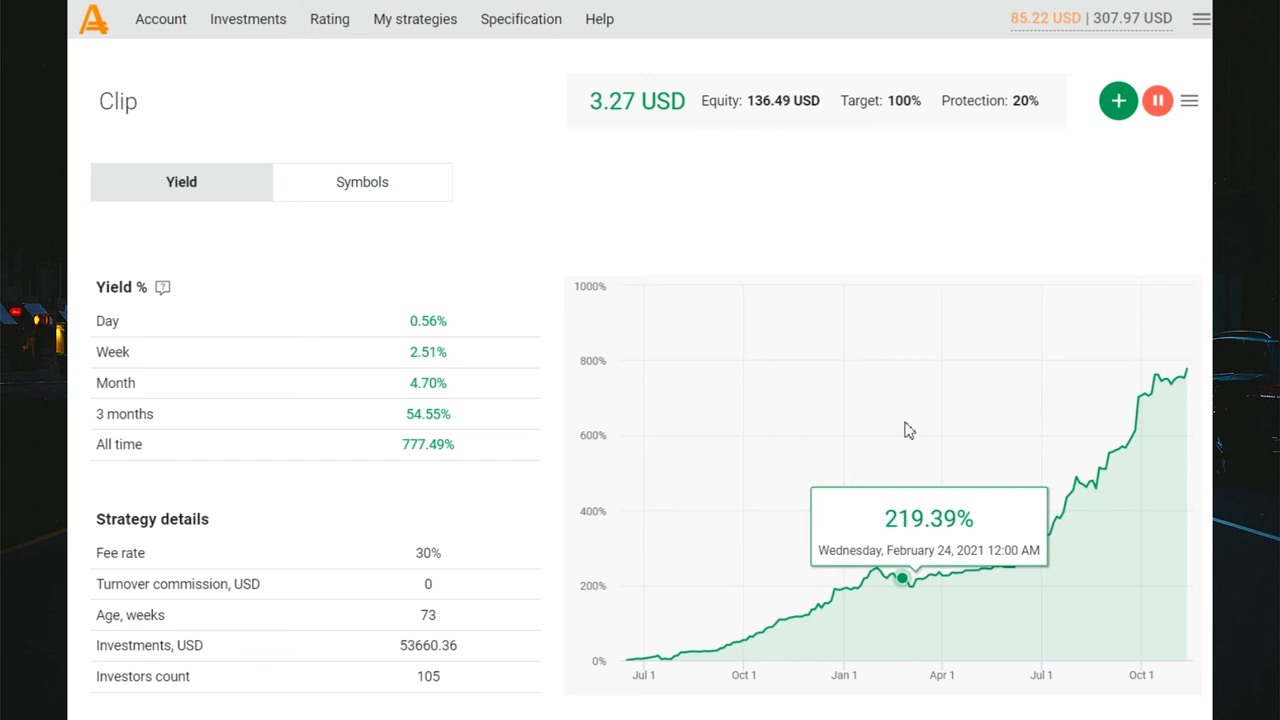 Account Investments Rating My strategies Specification Help 85.22 USD | 307.97 USD
Clip
3.27 USD Equity: 136.49 USD Target: 100% Protection: 20%
Yield Symbols
Yield % ?
Day 0.56%
Week 2.51%
Month 4.70%
3 months 54.55%
All time 777.49%
Strategy details
Fee rate 30%
Turnover commission, USD 0
Age, weeks 73
Investments, USD 53660.36
Investors count 105
1000%
800%
600%
400%
200%
0%
219.39%
Wednesday, February 24, 2021 12:00 AM
Jul 1 Oct 1 Jan 1 Apr 1 Jul 1 Oct 1